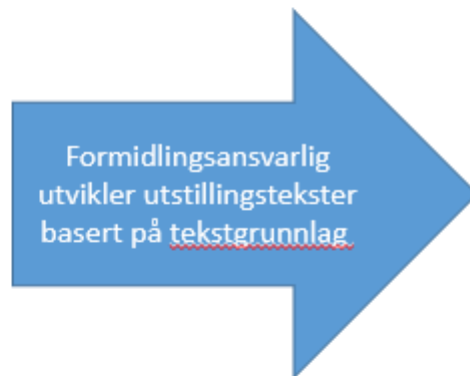 Formidlingsansvarlig
utvikler utstillingstekster
basert på tekstgrunnlag